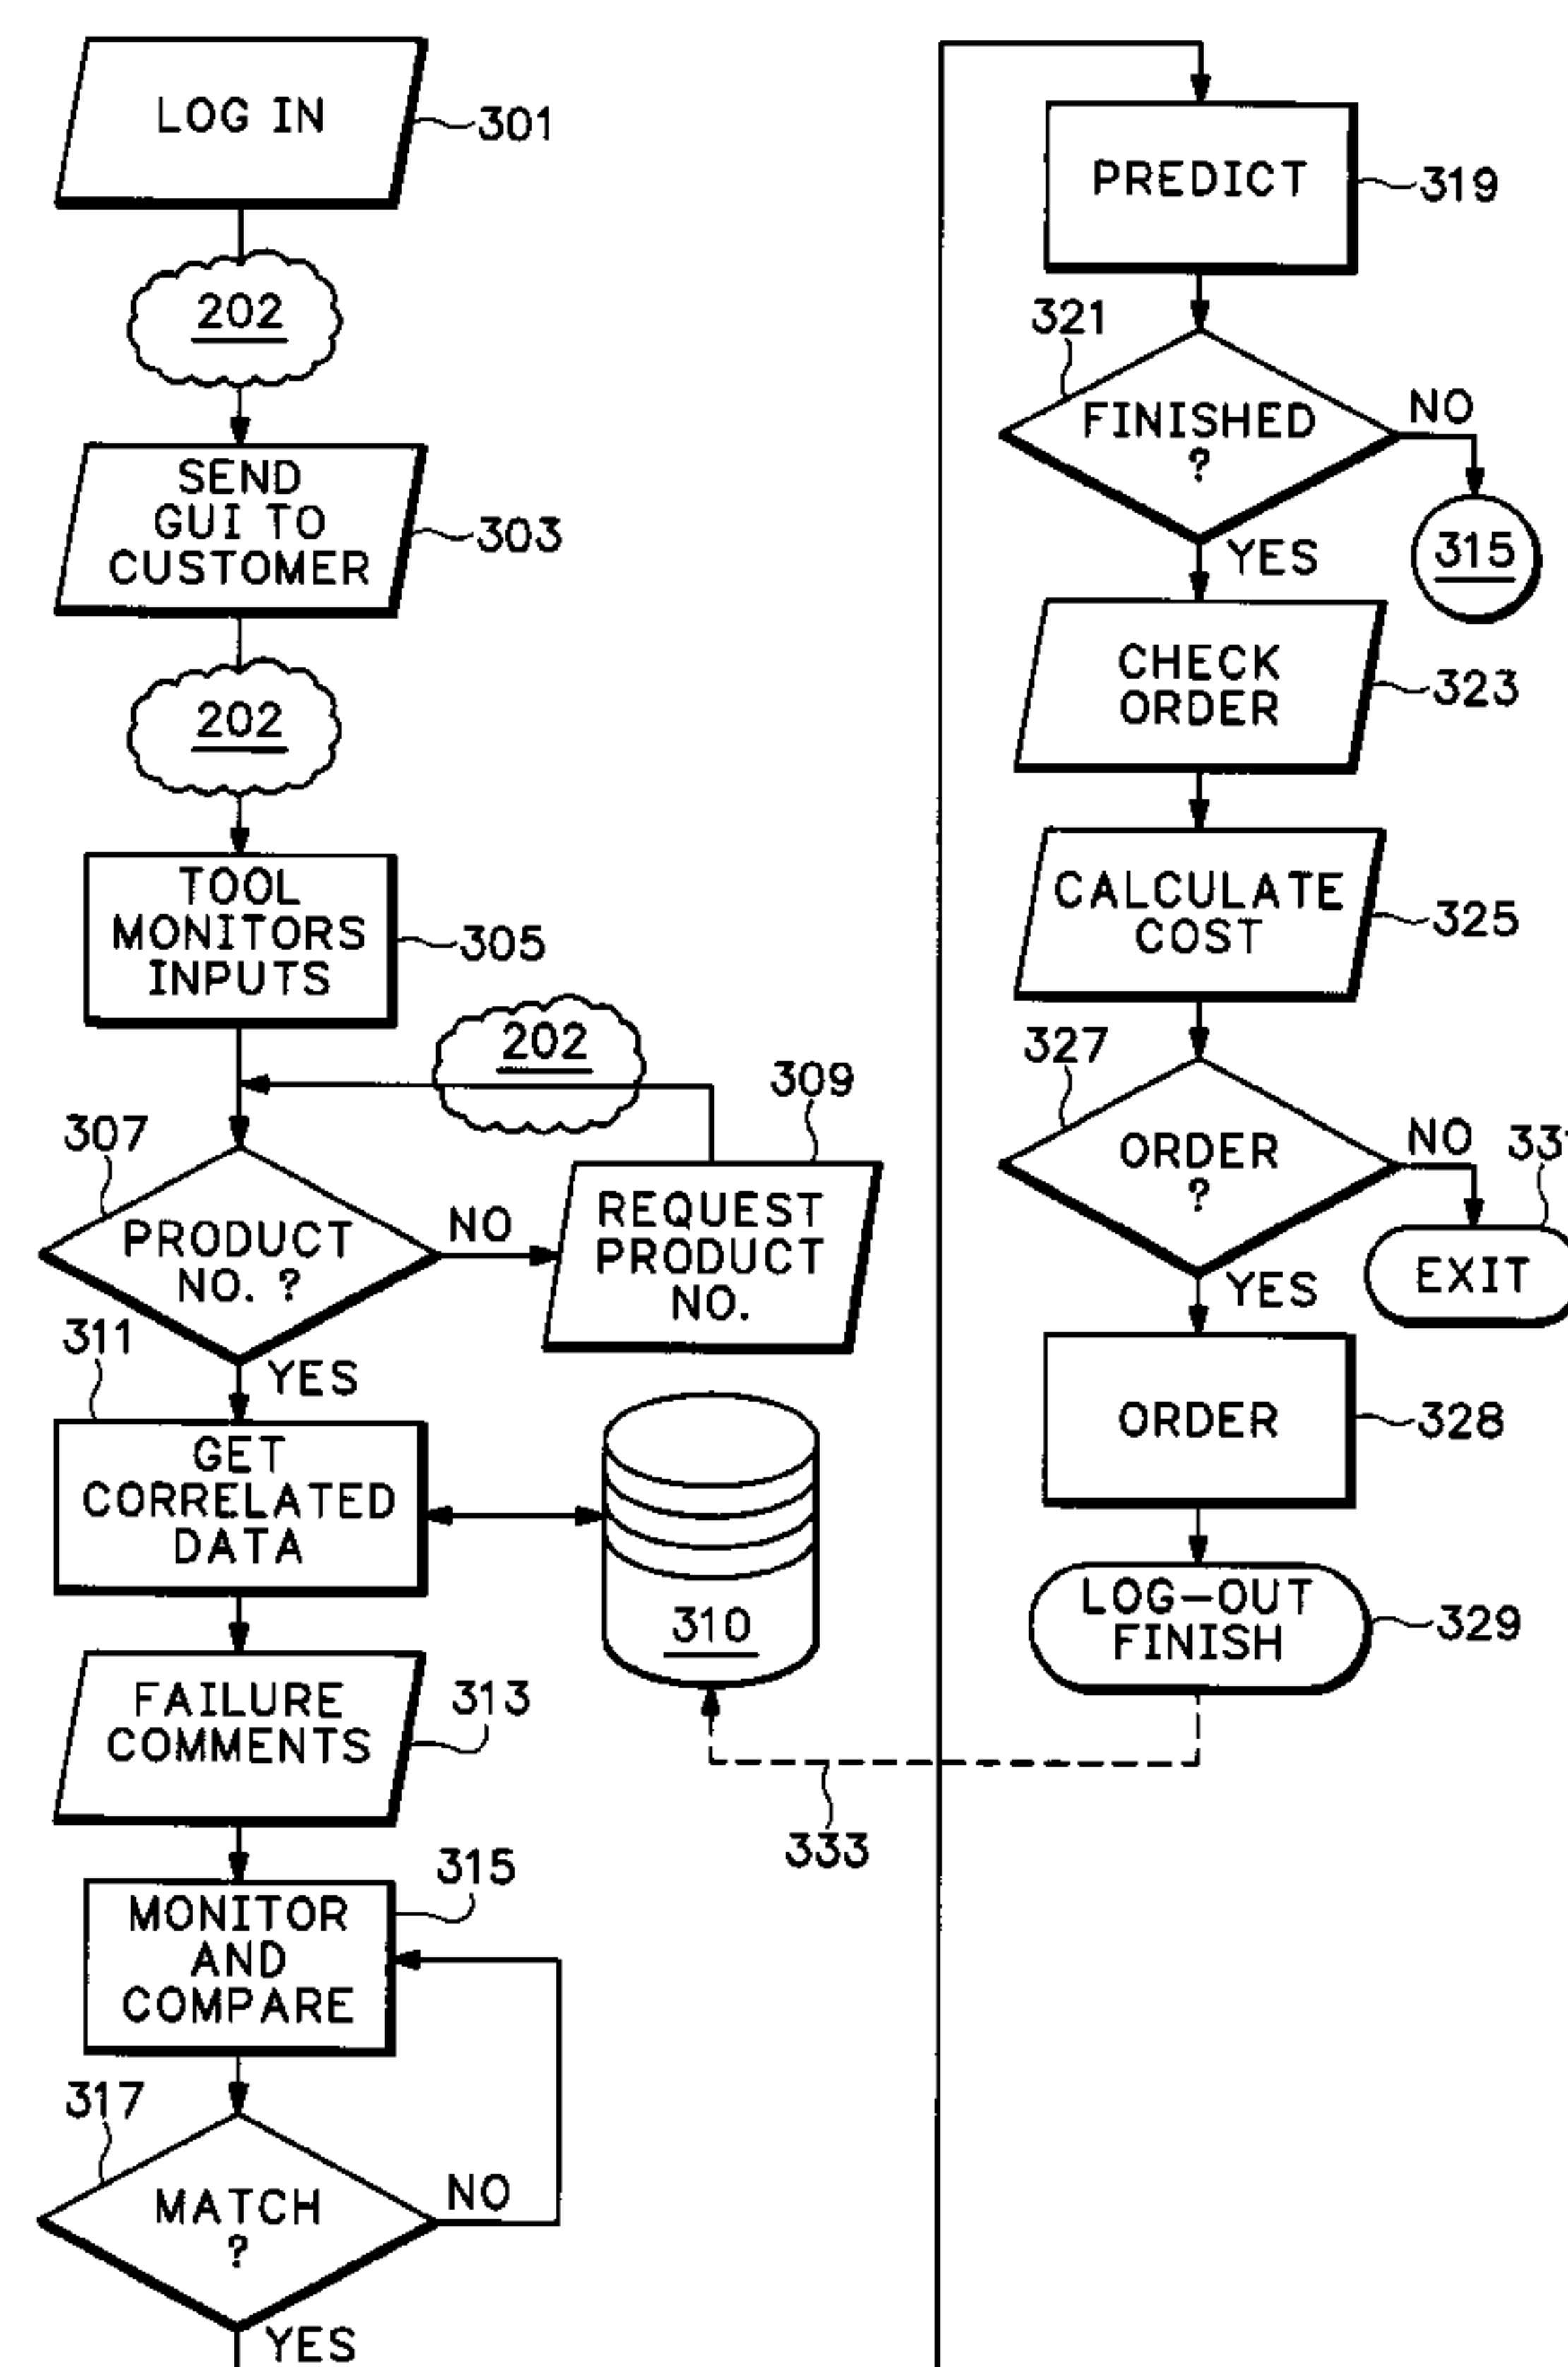 LOG IN
301
202
SEND
GUI TO
CUSTOMER
303
202
TOOL
MONITORS
INPUTS
305
202
307
PRODUCT
NO. ?
NO
309
REQUEST
PRODUCT
NO.
YES
311
GET
CORRELATED
DATA
310
FAILURE
COMMENTS
313
333
315
MONITOR
AND
COMPARE
317
MATCH
?
NO
YES
PREDICT
319
321
FINISHED
?
NO
315
YES
CHECK
ORDER
323
CALCULATE
COST
325
327
ORDER
?
NO
EXIT
YES
ORDER
328
LOG-OUT
FINISH
329